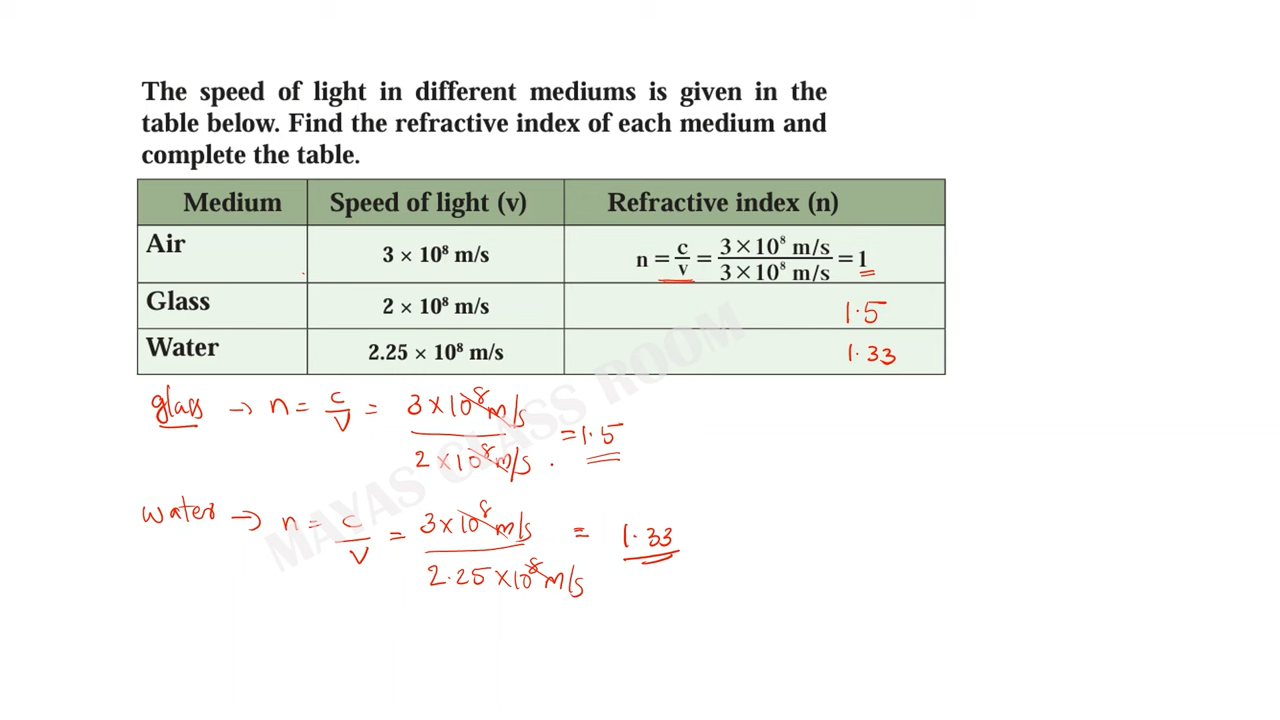 The speed of light in different mediums is given in the
table below. Find the refractive index of each medium and
complete the table.
Medium Speed of light (v) Refractive index (n)
Air 3 × 10⁸ m/s n = c/v = 3×10⁸ m/s / 3×10⁸ m/s = 1
Glass 2 × 10⁸ m/s 1.5
Water 2.25 × 10⁸ m/s 1.33
glass → n = c/v = 3×10⁸ m/s / 2×10⁸ m/s = 1.5
water → n = c/v = 3×10⁸ m/s / 2.25×10⁸ m/s = 1.33
MAYAS CLASS ROOM